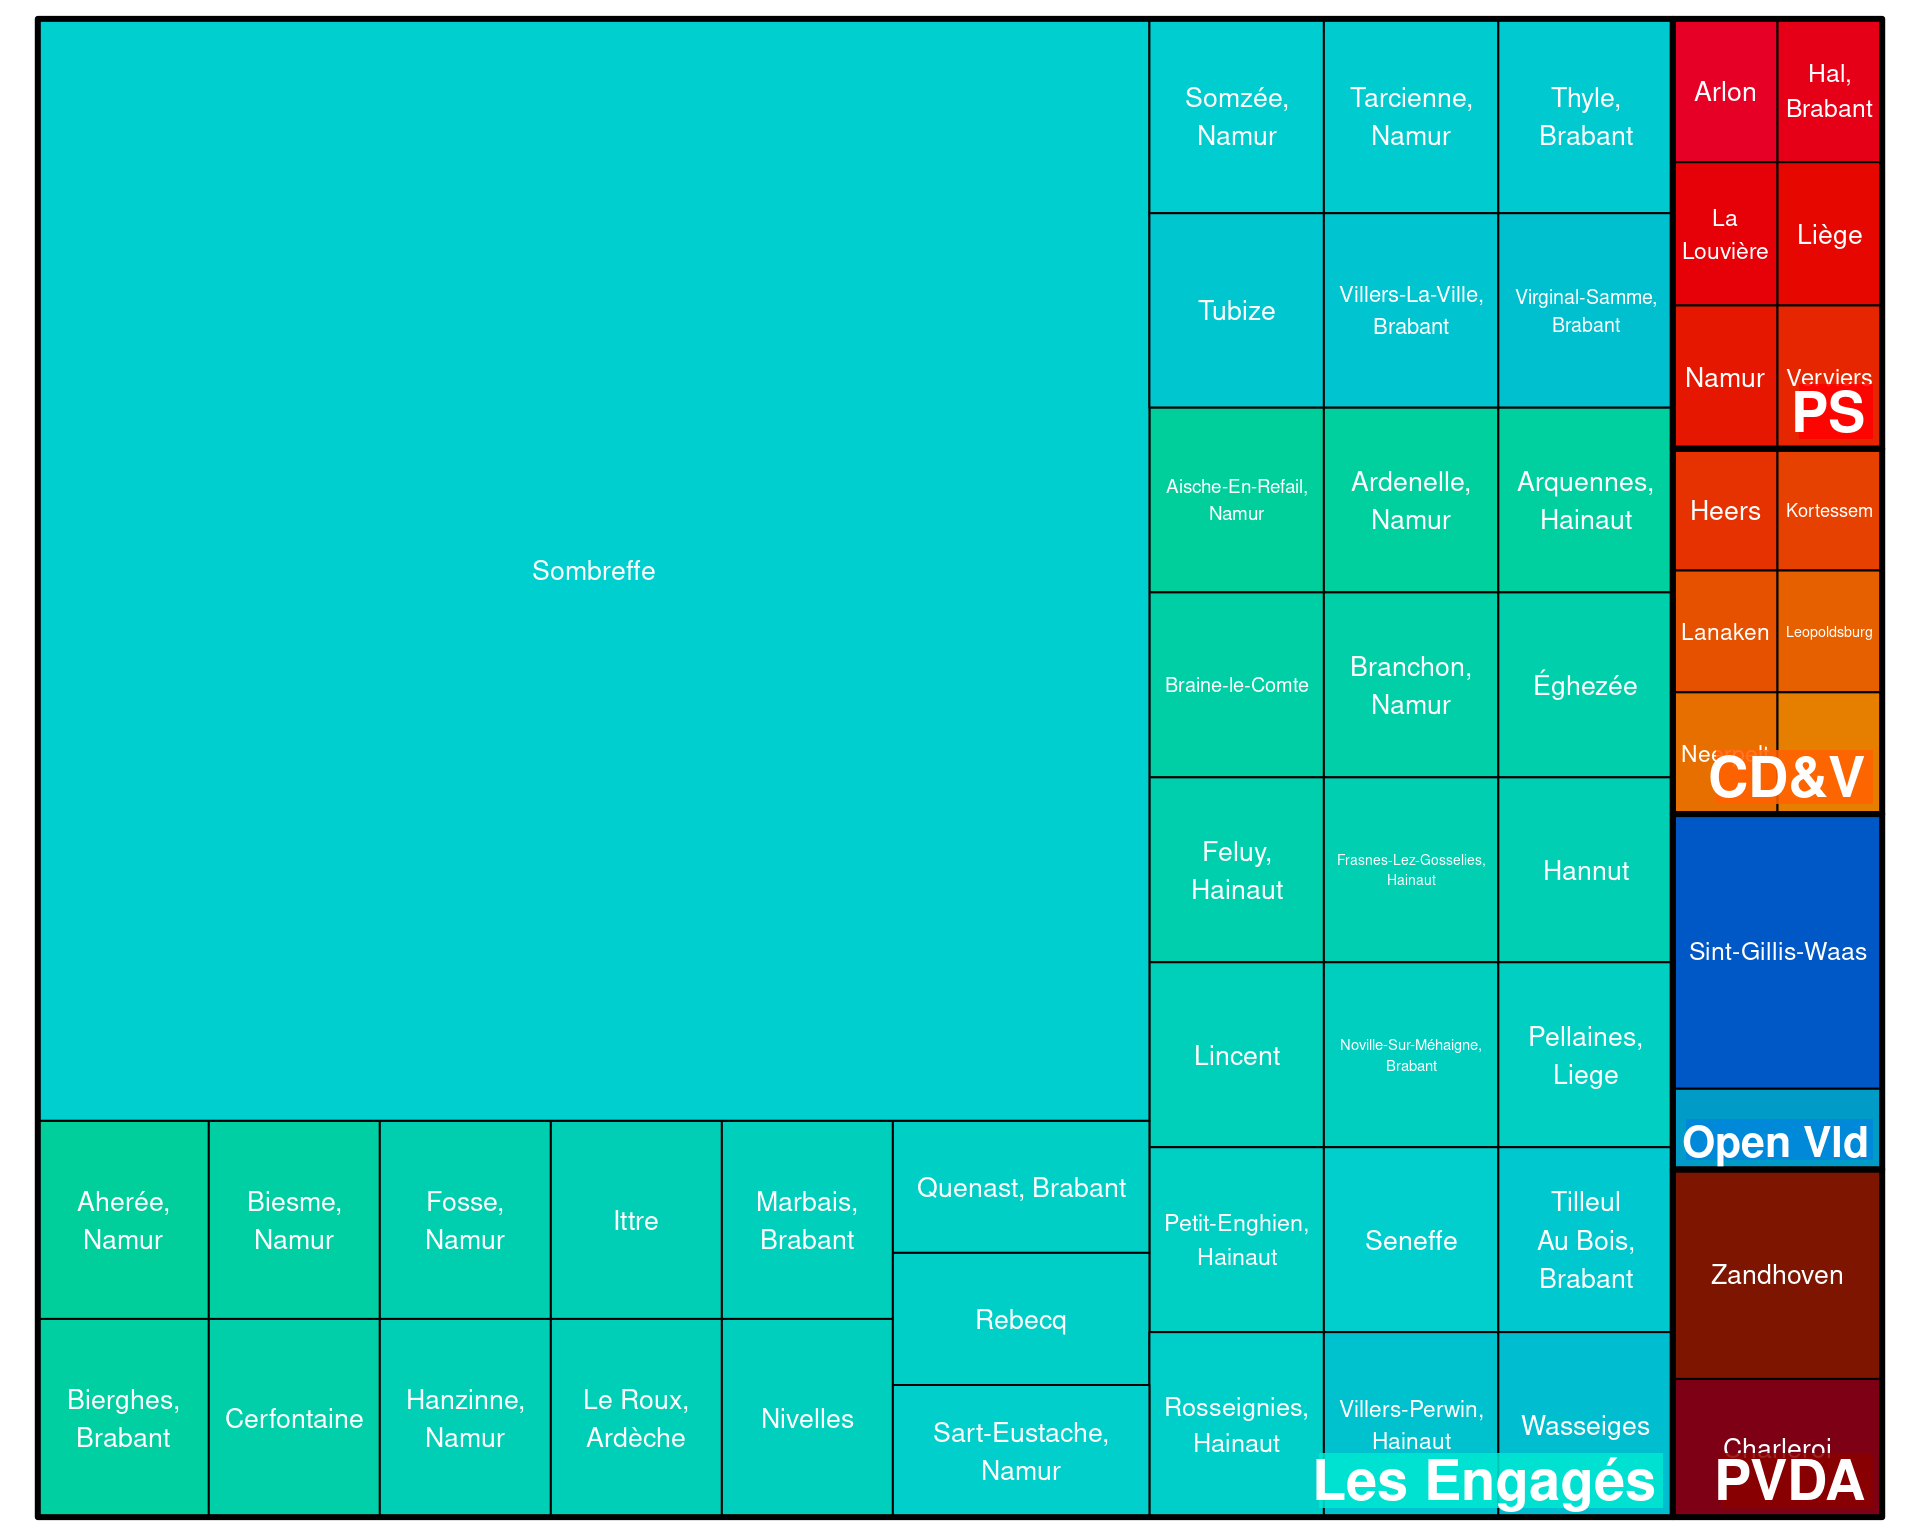 Sombreffe
Aherée,
Namur
Biesme,
Namur
Fosse,
Namur
Ittre
Marbais,
Brabant
Quenast, Brabant
Rebecq
Bierghes,
Brabant
Cerfontaine
Hanzinne,
Namur
Le Roux,
Ardèche
Nivelles
Sart-Eustache,
Namur
Somzée,
Namur
Tarcienne,
Namur
Thyle,
Brabant
Tubize
Villers-La-Ville,
Brabant
Virginal-Samme,
Brabant
Aische-En-Refail,
Namur
Ardenelle,
Namur
Arquennes,
Hainaut
Braine-le-Comte
Branchon,
Namur
Éghezée
Feluy,
Hainaut
Frasnes-Lez-Gosselies,
Hainaut
Hannut
Lincent
Noville-Sur-Méhaigne,
Brabant
Pellaines,
Liege
Petit-Enghien,
Hainaut
Seneffe
Tilleul
Au Bois,
Brabant
Rosseignies,
Hainaut
Villers-Perwin,
Hainaut
Wasseiges
Les Engagés
Arlon
Hal,
Brabant
La
Louvière
Liège
Namur
Verviers
PS
Heers
Kortessem
Lanaken
Leopoldsburg
CD&V
Sint-Gillis-Waas
Open Vld
Zandhoven
Charleroi
PVDA